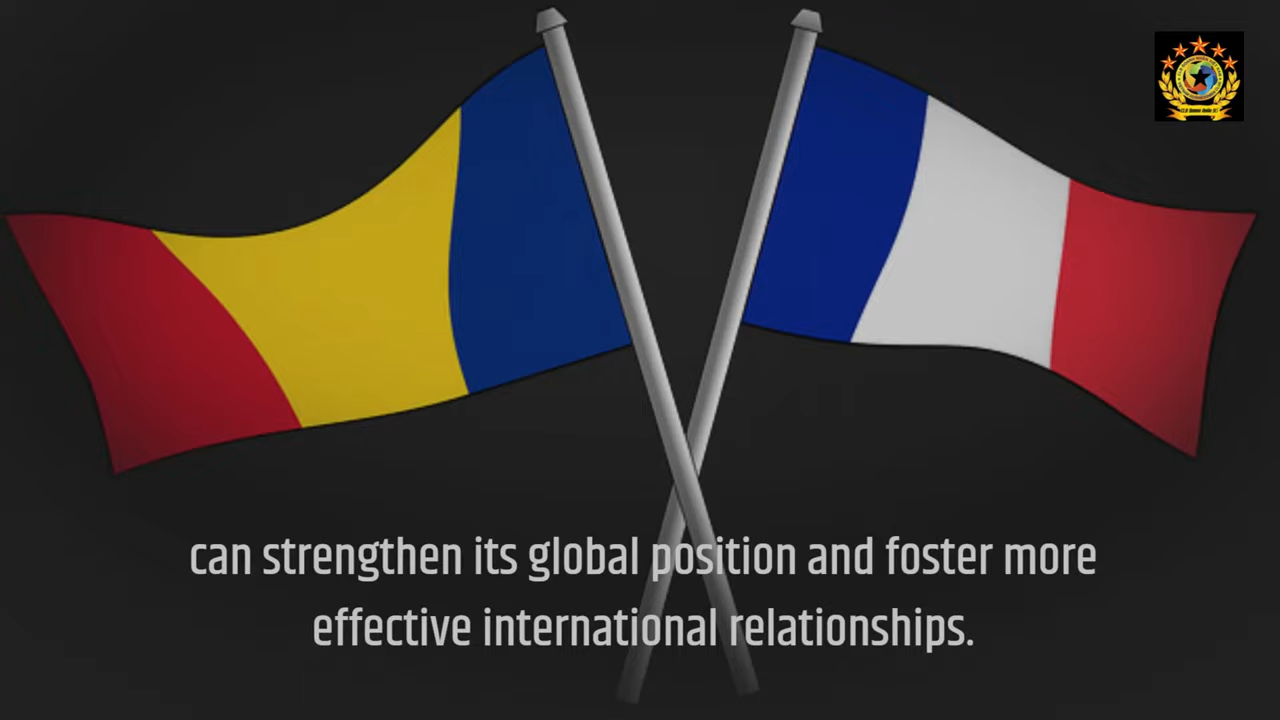 can strengthen its global position and foster more
effective international relationships.